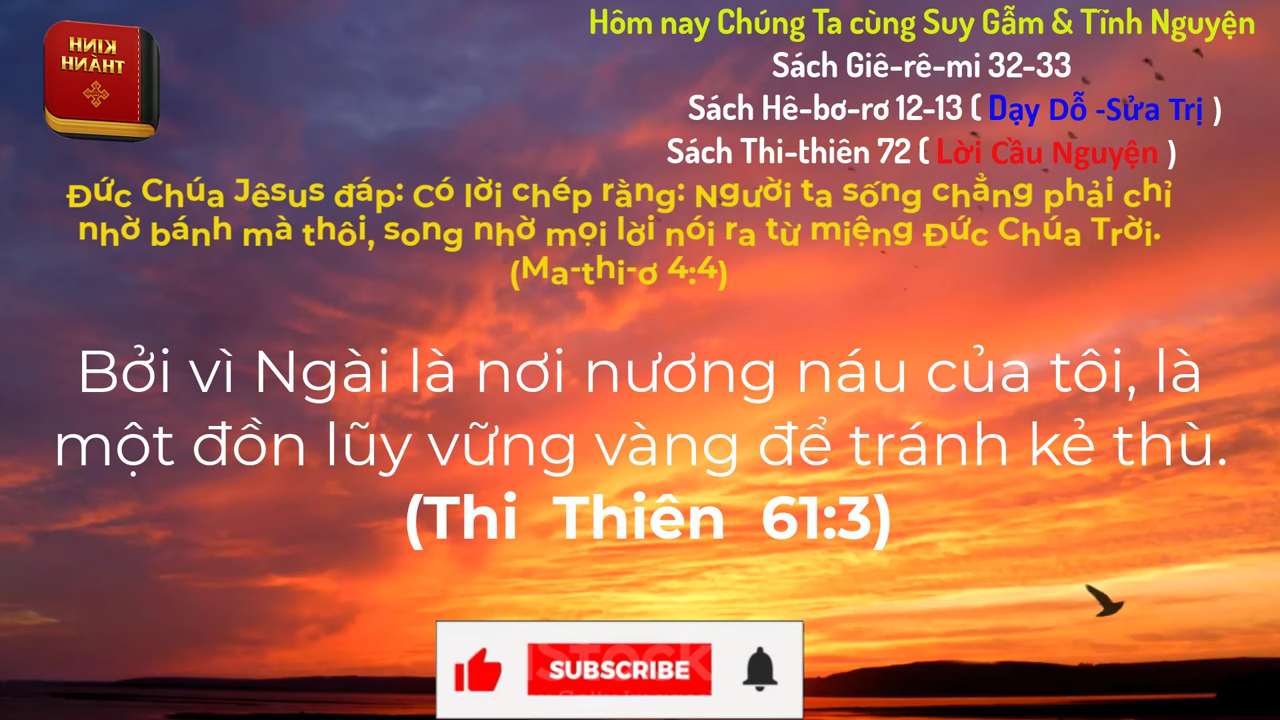 KINH
THÁNH
Hôm nay Chúng Ta cùng Suy Gẫm & Tĩnh Nguyện
Sách Giê-rê-mi 32-33
Sách Hê-bơ-rơ 12-13 ( Dạy Dỗ -Sửa Trị )
Sách Thi-thiên 72 ( Lời Cầu Nguyện )
Đức Chúa Jêsus đáp: Có lời chép rằng: Người ta sống chẳng phải chỉ
nhờ bánh mà thôi, song nhờ mọi lời nói ra từ miệng Đức Chúa Trời.
(Ma-thi-ơ 4:4)
Bởi vì Ngài là nơi nương náu của tôi, là
một đồn lũy vững vàng để tránh kẻ thù.
(Thi Thiên 61:3)
iStock
SUBSCRIBE
Getty Images